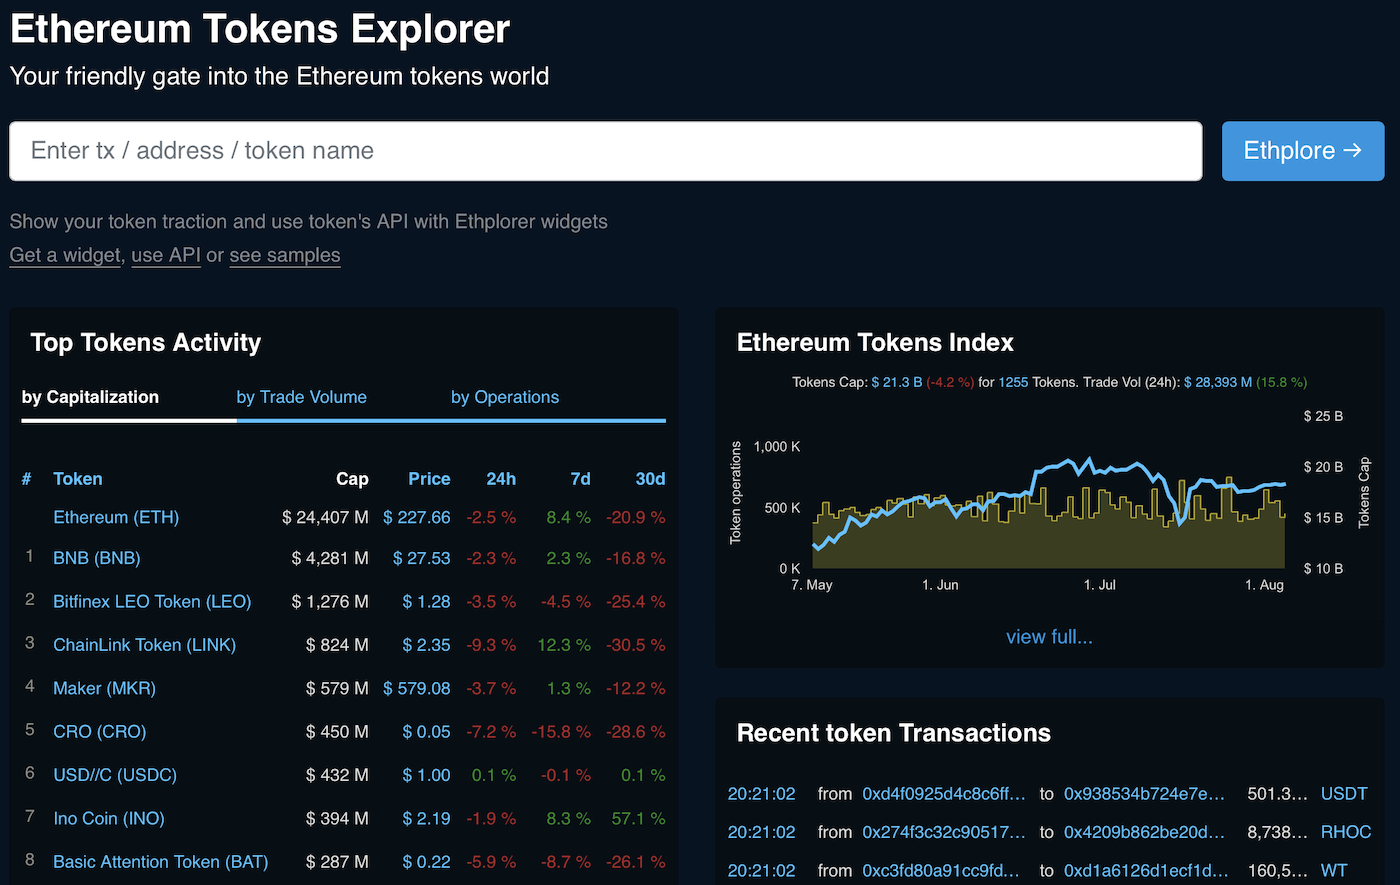 Ethereum Tokens Explorer
Your friendly gate into the Ethereum tokens world
Enter tx / address / token name
Ethplore →
Show your token traction and use token's API with Ethplorer widgets
Get a widget, use API or see samples
Top Tokens Activity
by Capitalization by Trade Volume by Operations
# Token Cap Price 24h 7d 30d
Ethereum (ETH) $ 24,407 M $ 227.66 -2.5 % 8.4 % -20.9 %
1 BNB (BNB) $ 4,281 M $ 27.53 -2.3 % 2.3 % -16.8 %
2 Bitfinex LEO Token (LEO) $ 1,276 M $ 1.28 -3.5 % -4.5 % -25.4 %
3 ChainLink Token (LINK) $ 824 M $ 2.35 -9.3 % 12.3 % -30.5 %
4 Maker (MKR) $ 579 M $ 579.08 -3.7 % 1.3 % -12.2 %
5 CRO (CRO) $ 450 M $ 0.05 -7.2 % -15.8 % -28.6 %
6 USD//C (USDC) $ 432 M $ 1.00 0.1 % -0.1 % 0.1 %
7 Ino Coin (INO) $ 394 M $ 2.19 -1.9 % 8.3 % 57.1 %
8 Basic Attention Token (BAT) $ 287 M $ 0.22 -5.9 % -8.7 % -26.1 %
Ethereum Tokens Index
Tokens Cap: $ 21.3 B (-4.2 %) for 1255 Tokens. Trade Vol (24h): $ 28,393 M (15.8 %)
Token operations
1,000 K
500 K
0 K
$ 25 B
$ 20 B
$ 15 B
$ 10 B
Tokens Cap
7. May 1. Jun 1. Jul 1. Aug
view full...
Recent token Transactions
20:21:02 from 0xd4f0925d4c8c6ff... to 0x938534b724e7e... 501.3... USDT
20:21:02 from 0x274f3c32c90517... to 0x4209b862be20d... 8,738... RHOC
20:21:02 from 0xc3fd80a91cc9fd... to 0xd1a6126d1ecf1d... 160,5... WT